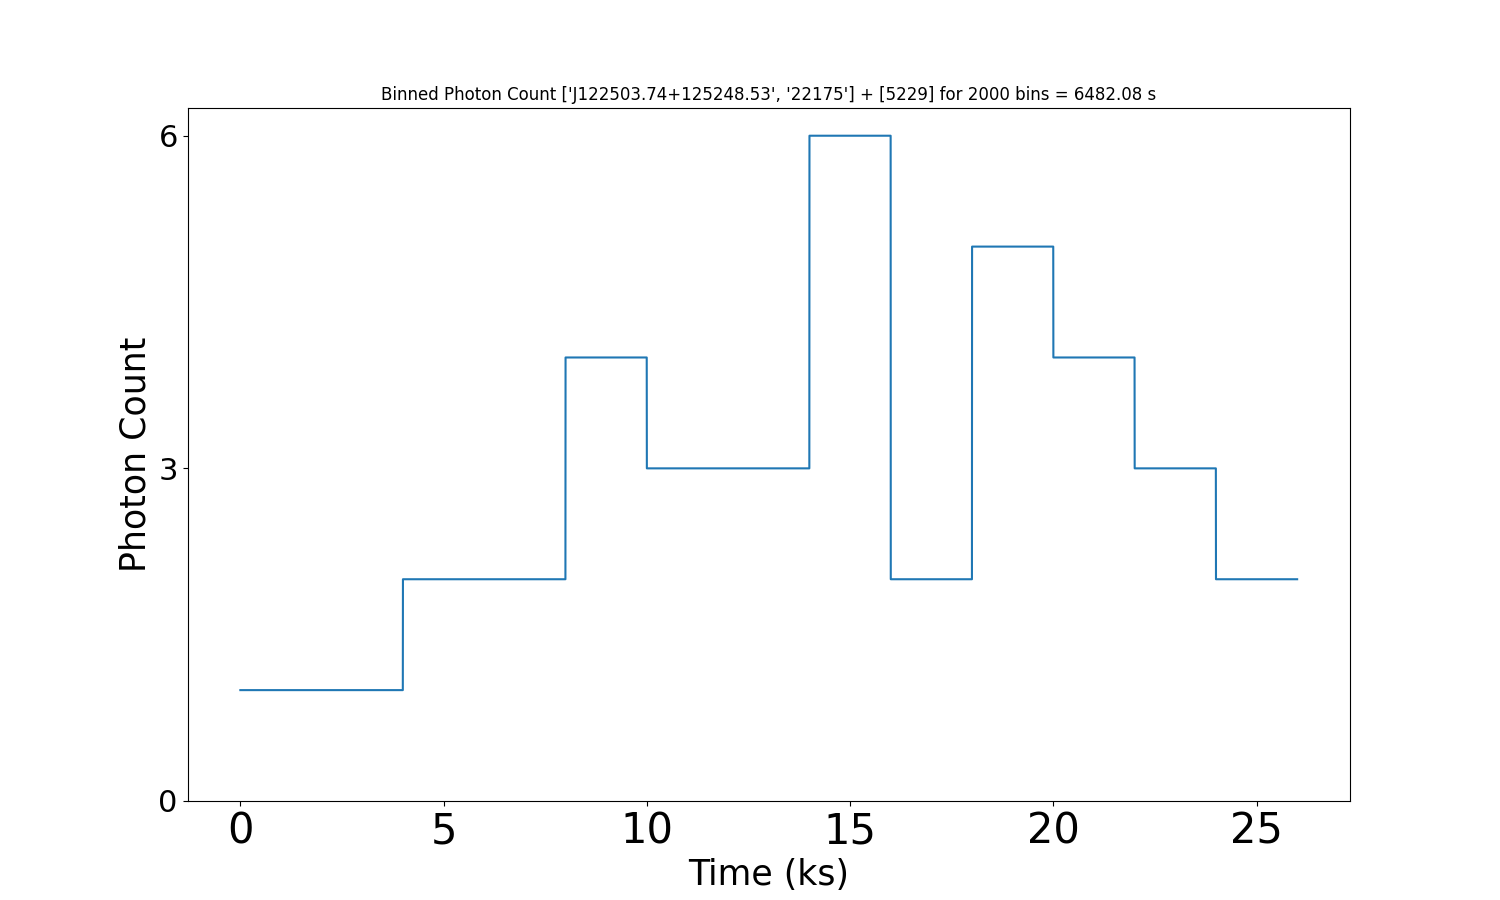 Binned Photon Count ['J122503.74+125248.53', '22175'] + [5229] for 2000 bins = 6482.08 s
6
3
0
Photon Count
0 5 10 15 20 25
Time (ks)